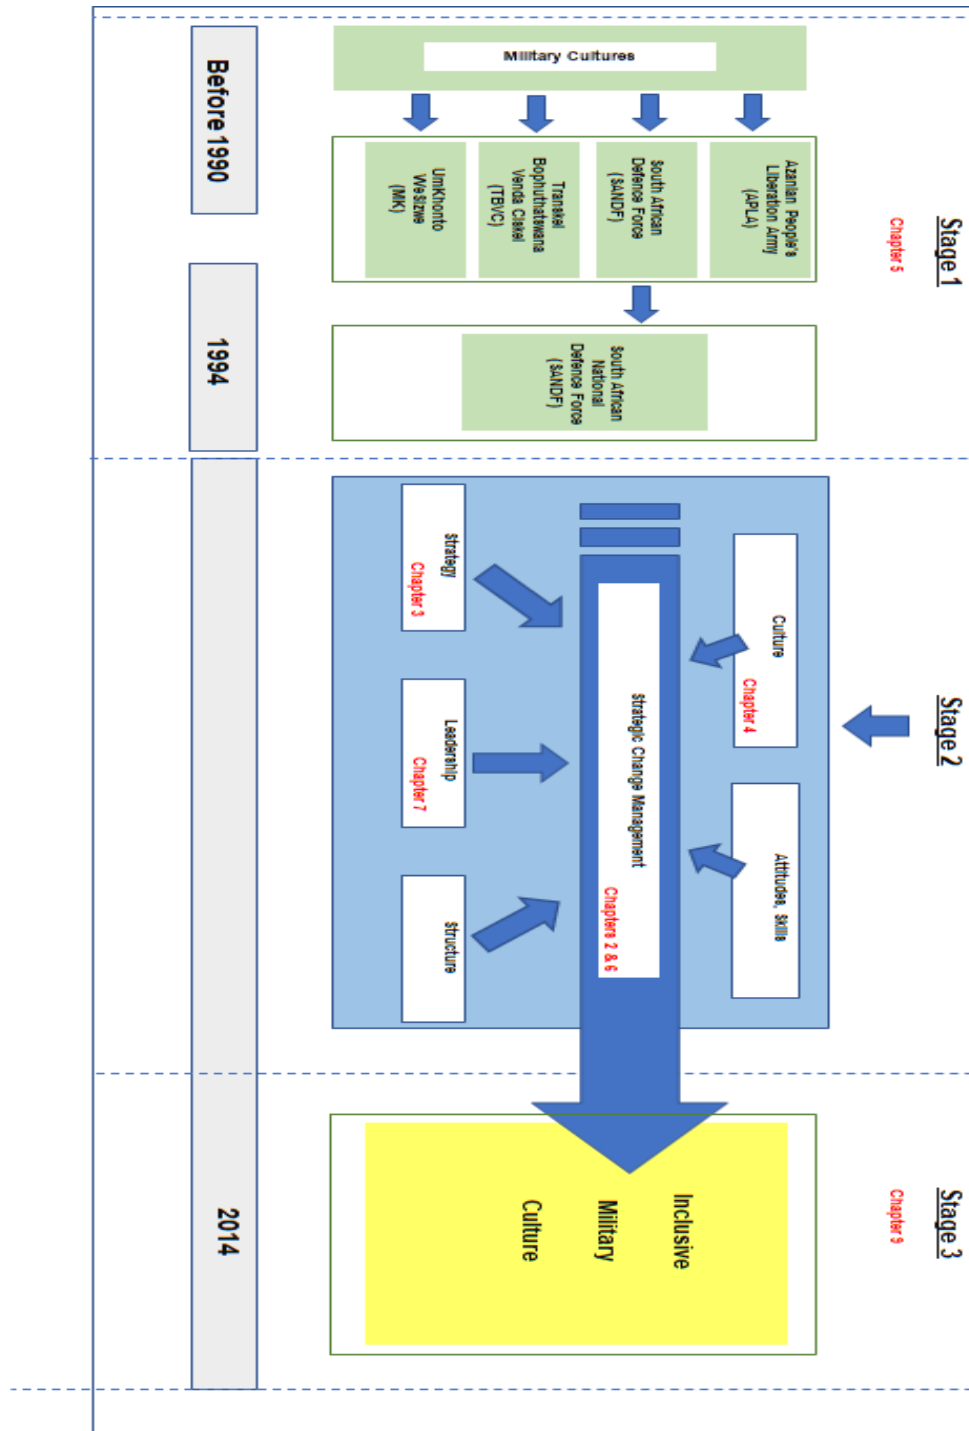 Stage 1
Chapter 5
Military Cultures
Azanian People's
Liberation Army
(APLA)
South African
Defence Force
(SANDF)
Transkei
Bophuthatswana
Venda Ciskei
(TBVC)
UmKhonto
WeSizwe
(MK)
South African
National
Defence Force
(SANDF)
Before 1990
1994
Stage 2
Culture
Chapter 4
Attitudes, Skills
Strategic Change Management
Chapters 2 & 6
Strategy
Chapter 3
Leadership
Chapter 7
Structure
Stage 3
Chapter 9
Inclusive
Military
Culture
2014